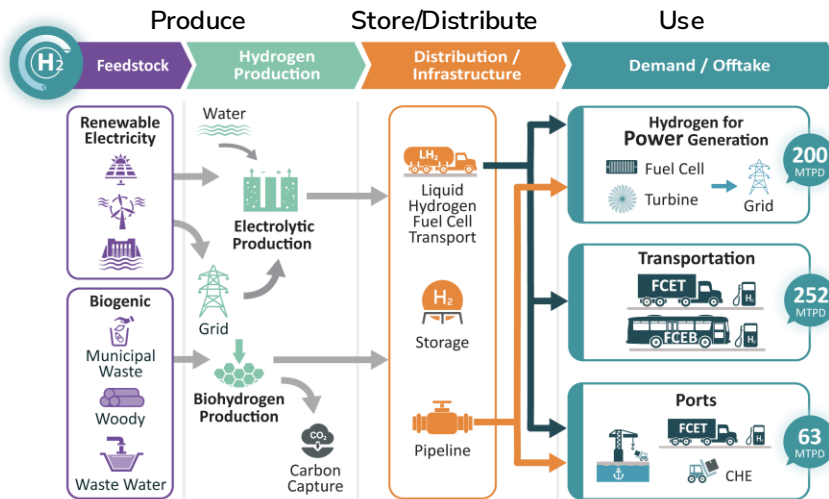 Produce
Store/Distribute
Use
H2
Feedstock
Hydrogen
Production
Distribution /
Infrastructure
Demand / Offtake
Renewable
Electricity
Water
Electrolytic
Production
Grid
Biogenic
Municipal
Waste
Woody
Waste Water
Biohydrogen
Production
CO2
Carbon
Capture
LH2
Liquid
Hydrogen
Fuel Cell
Transport
H2
Storage
Pipeline
Hydrogen for
Power Generation
Fuel Cell
Turbine
Grid
200
MTPD
Transportation
FCET
H2
FCEB
H2
252
MTPD
Ports
FCET
H2
CHE
63
MTPD